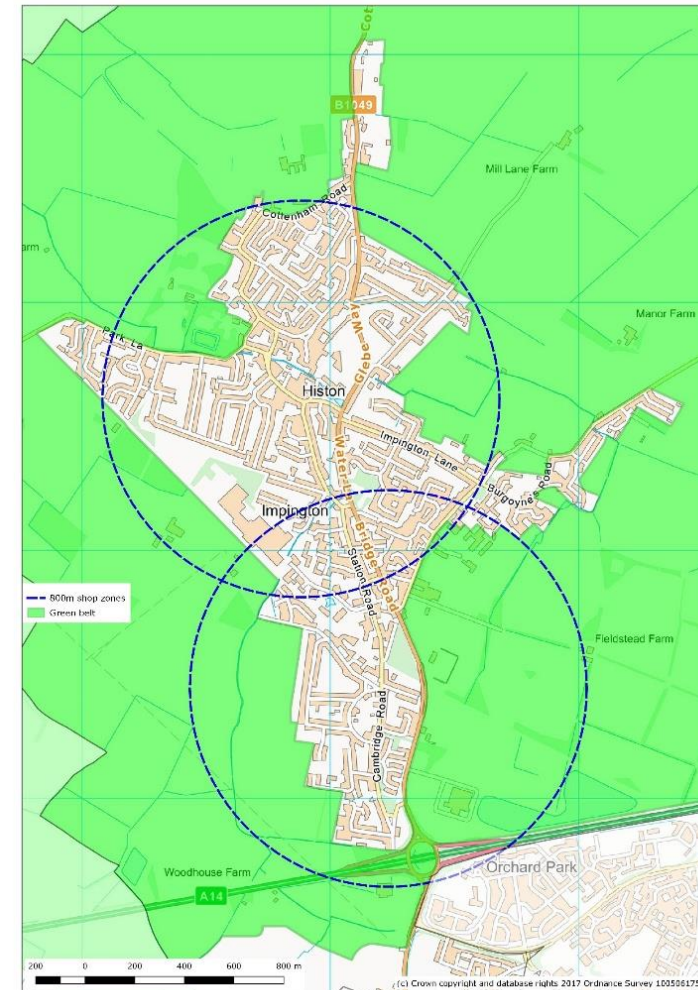 Cot
B1049
Mill Lane Farm
Cottenham Road
arm
Glebe Way
Manor Farm
Park La
Histon
Impington Lane
Water L
Burgoyne's Road
Impington
Bridge Road
Station Road
800m shop zones
Green belt
Fieldstead Farm
Cambridge Road
Orchard Park
Woodhouse Farm
A14
200 0 200 400 600 800 m
(c) Crown copyright and database rights 2017 Ordnance Survey 10050617